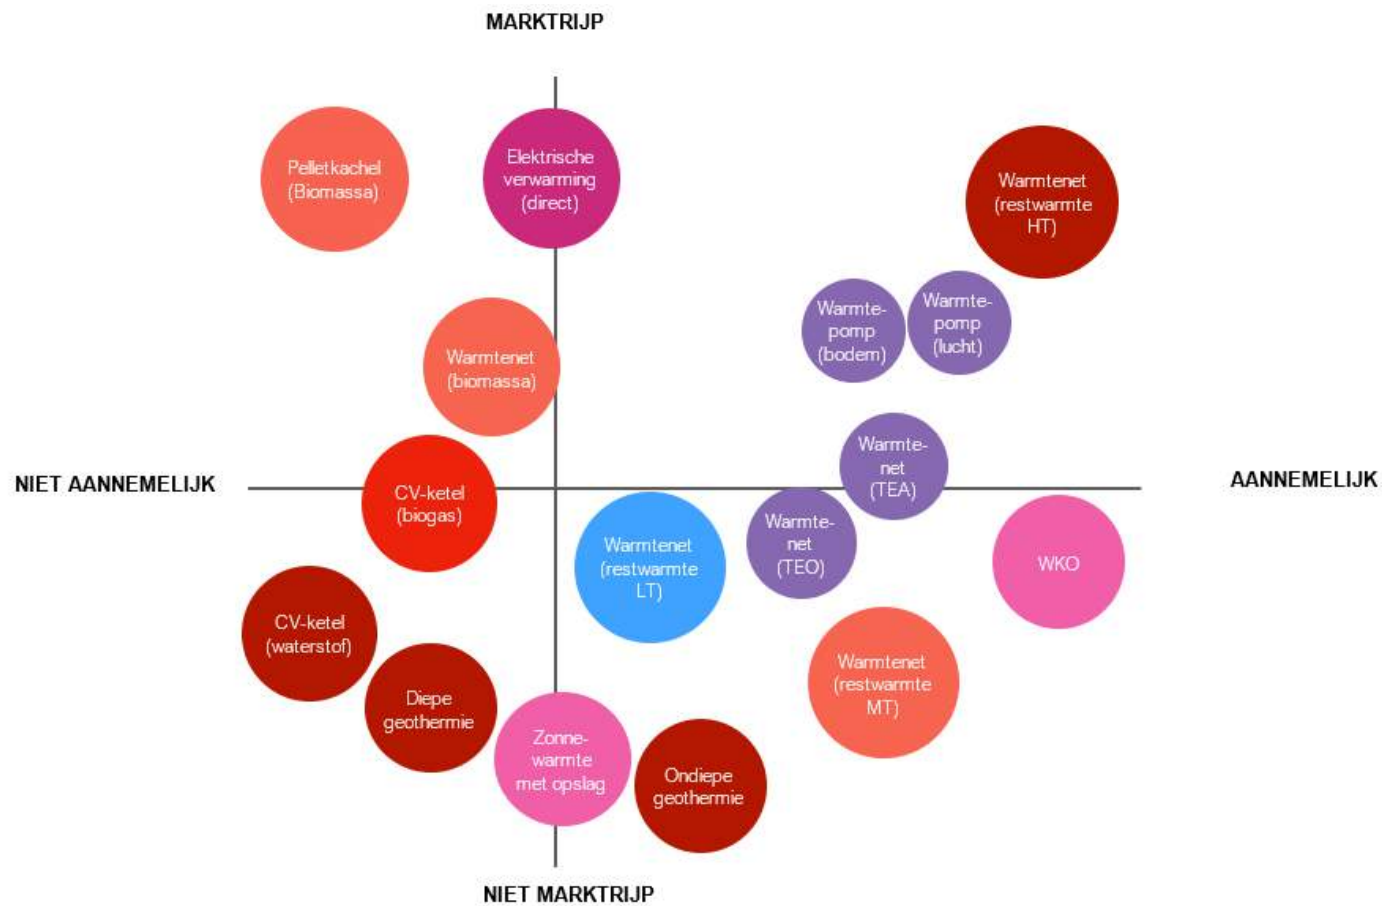 MARKTRIJP
Pelletkachel
(Biomassa)
Elektrische
verwarming
(direct)
Warmtenet
(restwarmte
HT)
Warmte-
pomp
(bodem)
Warmte-
pomp
(lucht)
Warmtenet
(biomassa)
Warmte-
net
(TEA)
NIET AANNEMELIJK
AANNEMELIJK
CV-ketel
(biogas)
Warmtenet
(restwarmte
LT)
Warmte-
net
(TEO)
WKO
CV-ketel
(waterstof)
Warmtenet
(restwarmte
MT)
Diepe
geothermie
Zonne-
warmte
met opslag
Ondiepe
geothermie
NIET MARKTRIJP